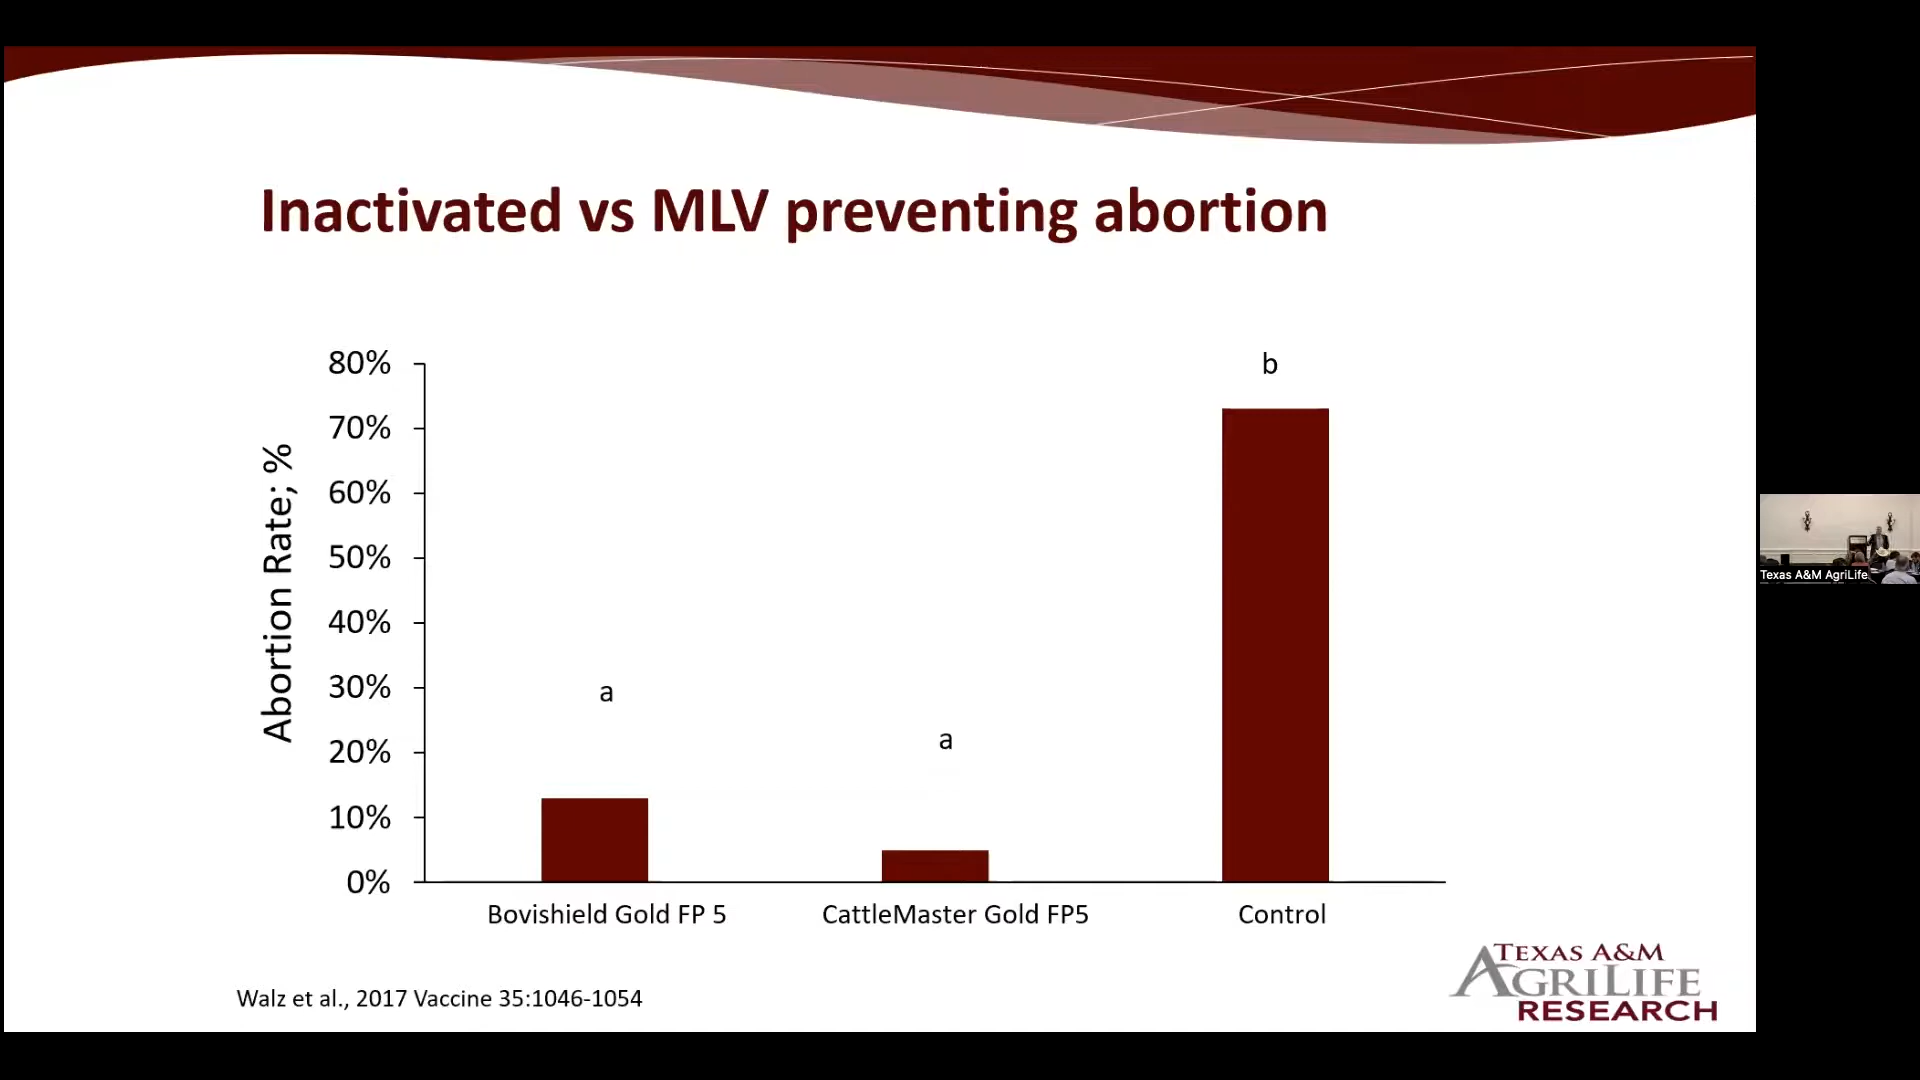 Inactivated vs MLV preventing abortion
80%
70%
60%
50%
40%
30%
20%
10%
0%
Abortion Rate; %
a
a
b
Bovishield Gold FP 5
CattleMaster Gold FP5
Control
Walz et al., 2017 Vaccine 35:1046-1054
TEXAS A&M
AGRILIFE
RESEARCH
Texas A&M AgriLife